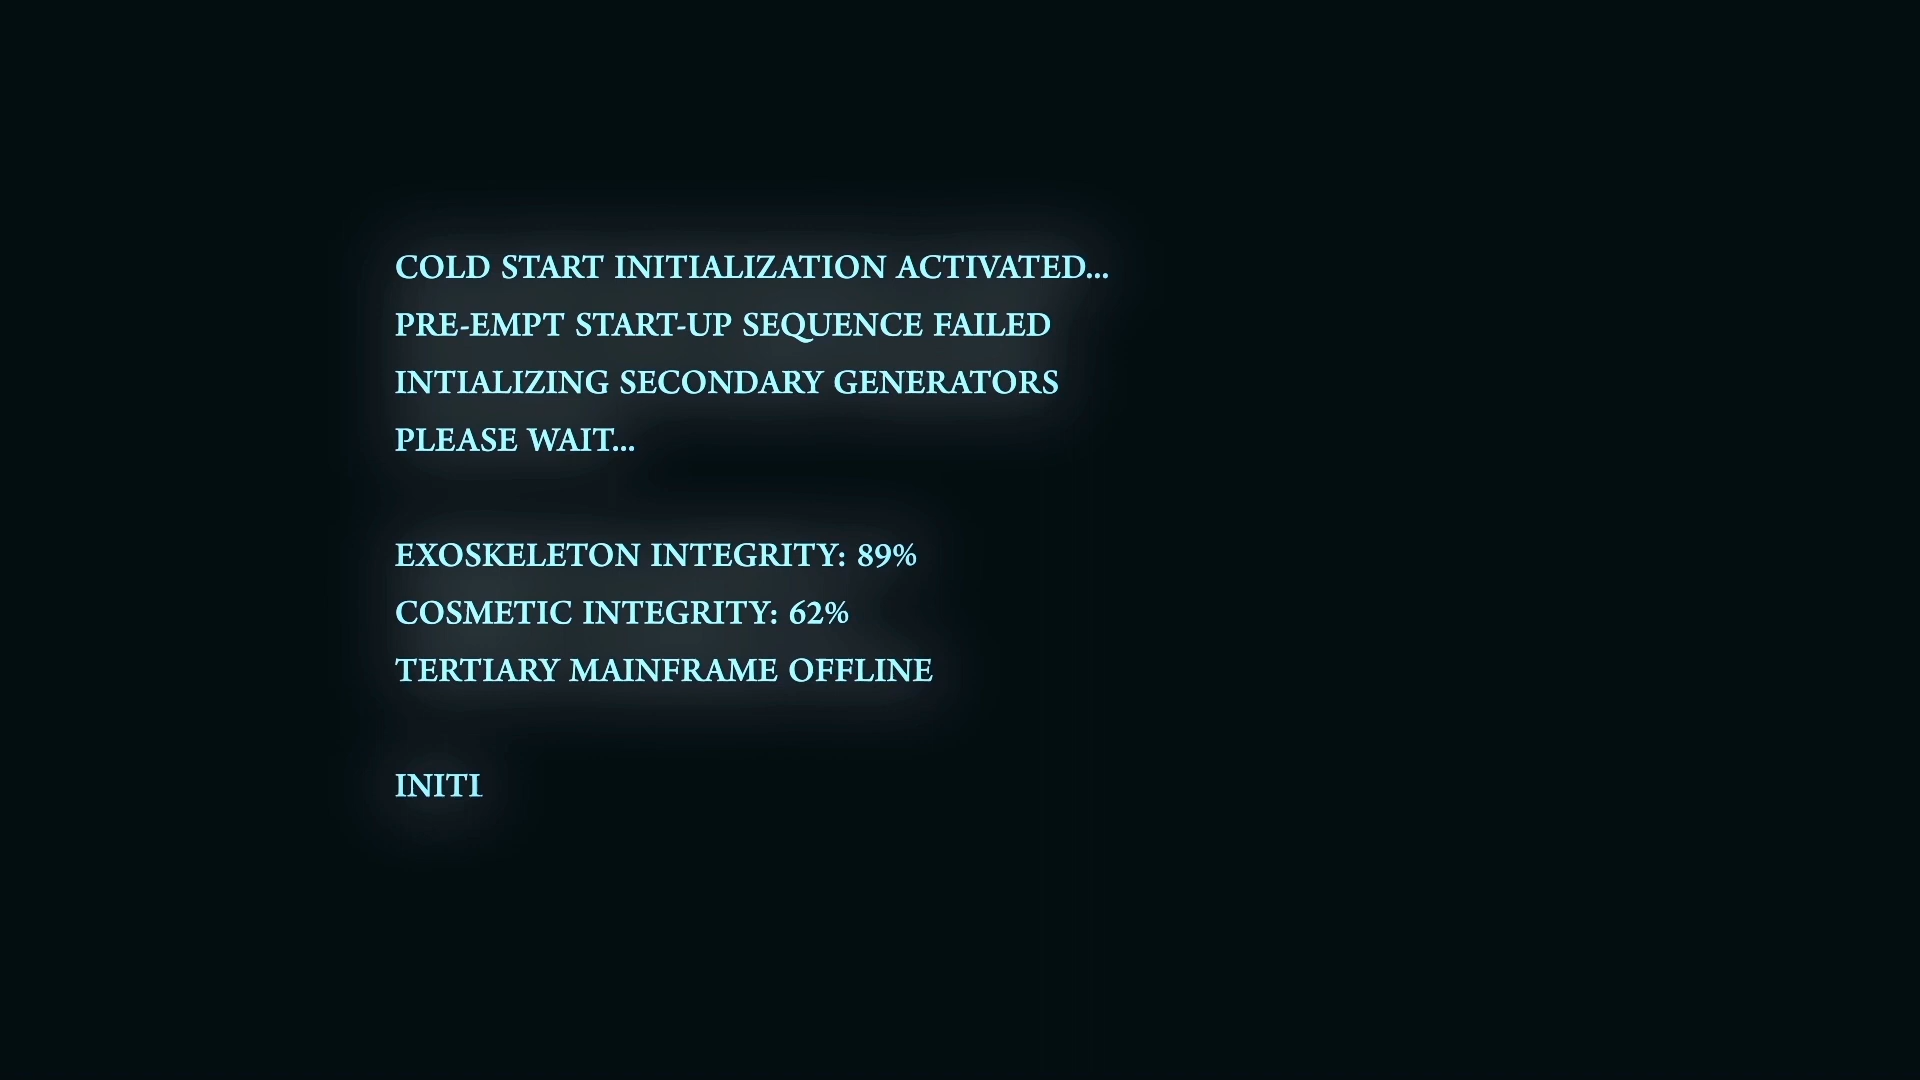 COLD START INITIALIZATION ACTIVATED...
PRE-EMPT START-UP SEQUENCE FAILED
INTIALIZING SECONDARY GENERATORS
PLEASE WAIT...
EXOSKELETON INTEGRITY: 89%
COSMETIC INTEGRITY: 62%
TERTIARY MAINFRAME OFFLINE
INITI